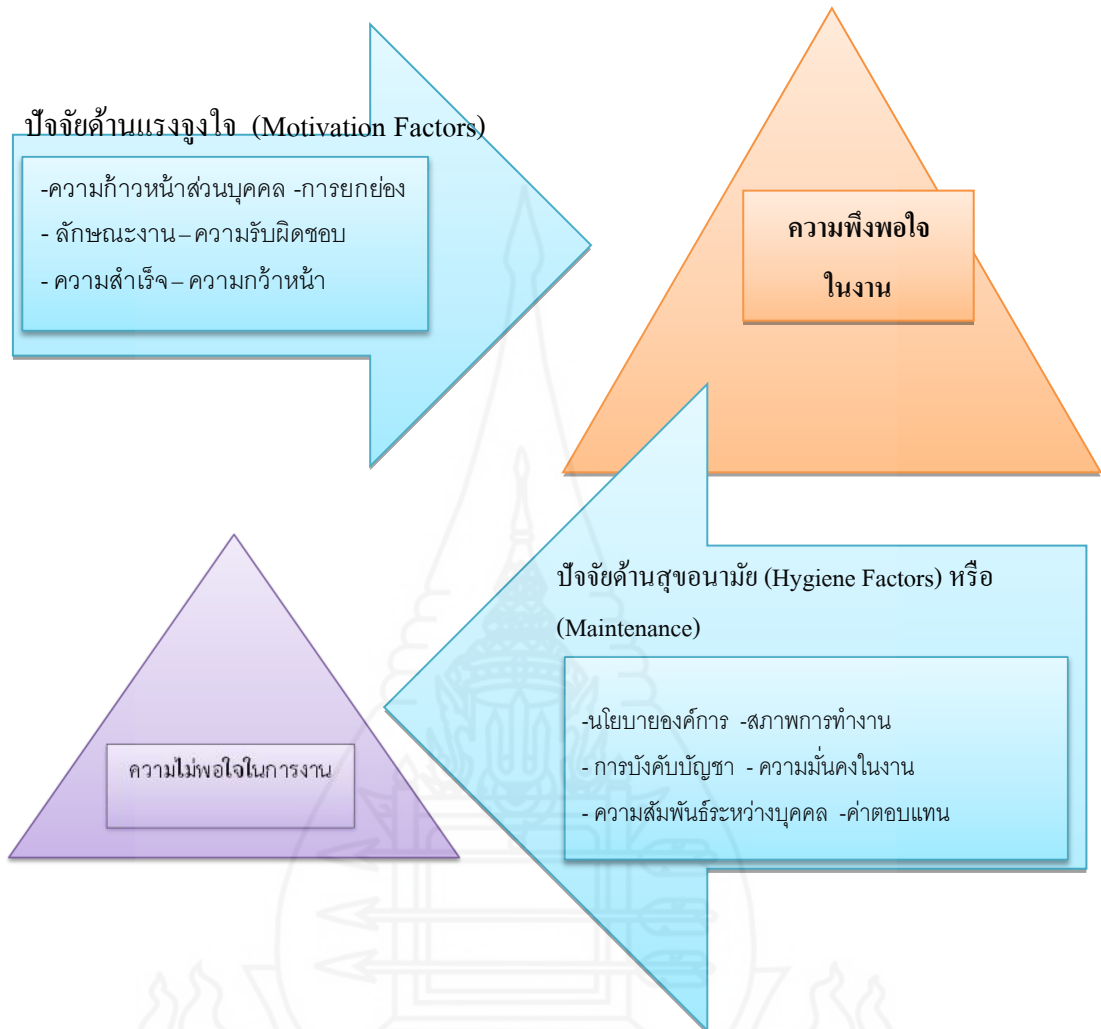 ปัจจัยด้านแรงจูงใจ (Motivation Factors)
-ความก้าวหน้าส่วนบุคคล -การยกย่อง
- ลักษณะงาน – ความรับผิดชอบ
- ความสำเร็จ – ความกว้าหน้า
ความพึงพอใจ
ในงาน
ปัจจัยด้านสุขอนามัย (Hygiene Factors) หรือ
(Maintenance)
-นโยบายองค์การ -สภาพการทำงาน
- การบังคับบัญชา - ความมั่นคงในงาน
- ความสัมพันธ์ระหว่างบุคคล -ค่าตอบแทน
ความไม่พอใจในการงาน